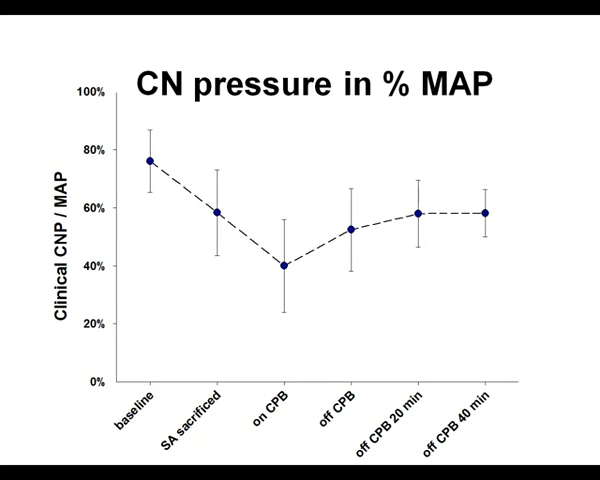 CN pressure in % MAP
100%
80%
60%
40%
20%
0%
Clinical CNP / MAP
baseline
SA sacrificed
on CPB
off CPB
off CPB 20 min
off CPB 40 min